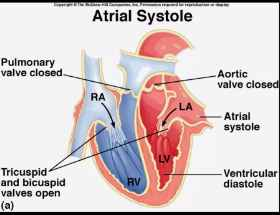 Copyright © The McGraw-Hill Companies, Inc. Permission required for reproduction or display
Atrial Systole
Pulmonary
valve closed
Aortic
valve closed
RA
LA
Atrial
systole
Tricuspid
and bicuspid
valves open
LV
RV
Ventricular
diastole
(a)